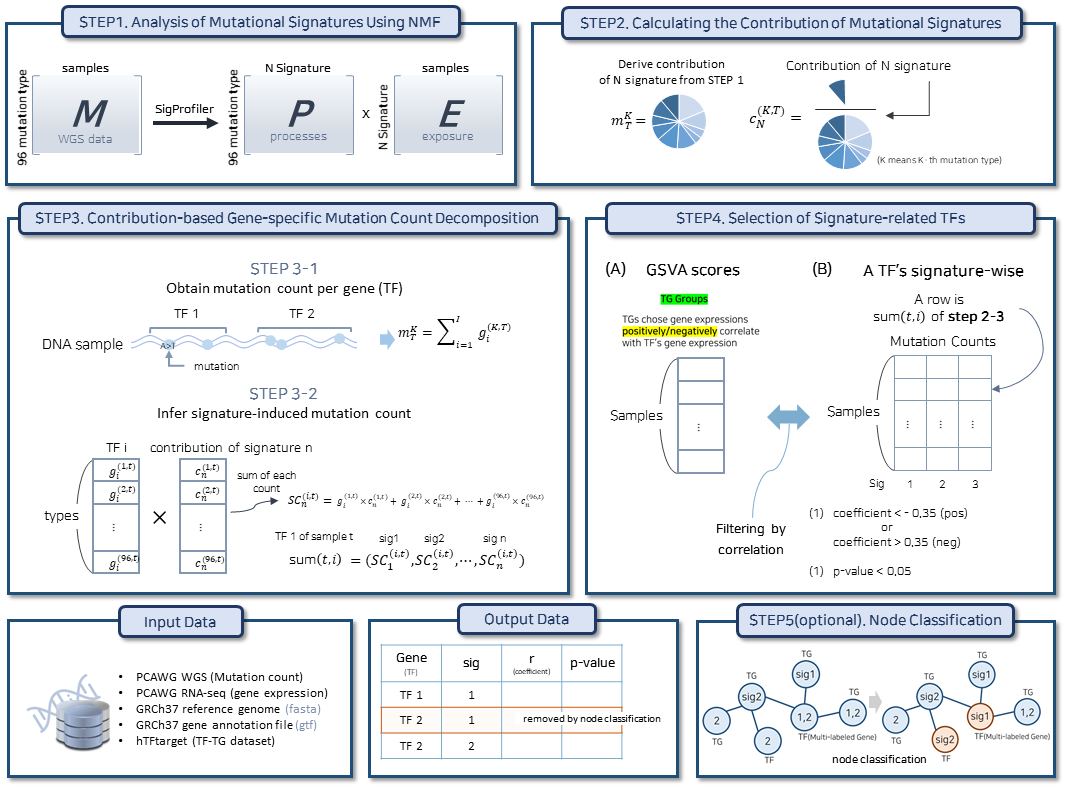 STEP1. Analysis of Mutational Signatures Using NMF
samples
96 mutation type
M
WGS data
SigProfiler
N Signature
96 mutation type
P
processes
x
samples
N Signature
E
exposure
STEP2. Calculating the Contribution of Mutational Signatures
Derive contribution
of N signature from STEP 1
m_T^K =
Contribution of N signature
c_N^(K,T) =
(K means K - th mutation type)
STEP3. Contribution-based Gene-specific Mutation Count Decomposition
STEP 3-1
Obtain mutation count per gene (TF)
TF 1
TF 2
DNA sample
A>T
mutation
m_T^K = ∑_{i=1}^I g_i^(K,T)
STEP 3-2
Infer signature-induced mutation count
TF i
contribution of signature n
types
g_i^(1,t)
g_i^(2,t)
⋮
g_i^(96,t)
×
c_n^(1,t)
c_n^(2,t)
⋮
c_n^(96,t)
sum of each
count
SC_n^(i,t) = g_i^(1,t) × c_n^(1,t) + g_i^(2,t) × c_n^(2,t) + ⋯ + g_i^(96,t) × c_n^(96,t)
TF 1 of sample t
sig1
sig2
sig n
sum(t,i) = (SC_1^(i,t), SC_2^(i,t), ⋯, SC_n^(i,t))
STEP4. Selection of Signature-related TFs
(A) GSVA scores
TG Groups
TGs chose gene expressions
positively/negatively correlate
with TF's gene expression
Samples
⋮
(B) A TF's signature-wise
A row is
sum(t,i) of step 2-3
Mutation Counts
Samples
⋮ ⋮ ⋮
Sig 1 2 3
Filtering by
correlation
(1) coefficient < - 0.35 (pos)
or
coefficient > 0.35 (neg)
(1) p-value < 0.05
Input Data
• PCAWG WGS (Mutation count)
• PCAWG RNA-seq (gene expression)
• GRCh37 reference genome (fasta)
• GRCh37 gene annotation file (gtf)
• hTFtarget (TF-TG dataset)
Output Data
Gene sig r p-value
(TF) (coefficient)
TF 1 1
TF 2 1 removed by node classification
TF 2 2
STEP5(optional). Node Classification
TG
sig1
TG
sig2
TG
1,2
1,2
TF(Multi-labeled Gene)
2
TG
2
TF
node classification
TG
sig1
TG
sig2
TG
sig1
1,2
TF(Multi-labeled Gene)
2
TG
sig2
TF